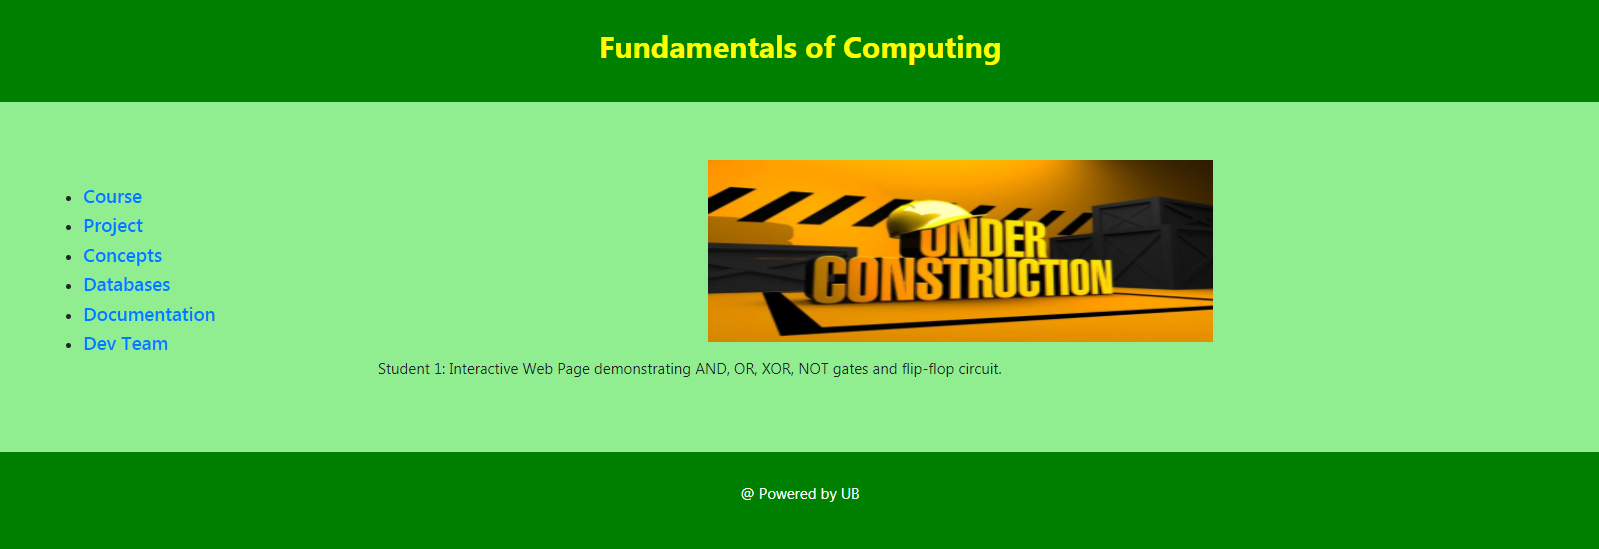 Fundamentals of Computing
Course
Project
Concepts
Databases
Documentation
Dev Team
UNDER
CONSTRUCTION
Student 1: Interactive Web Page demonstrating AND, OR, XOR, NOT gates and flip-flop circuit.
@ Powered by UB